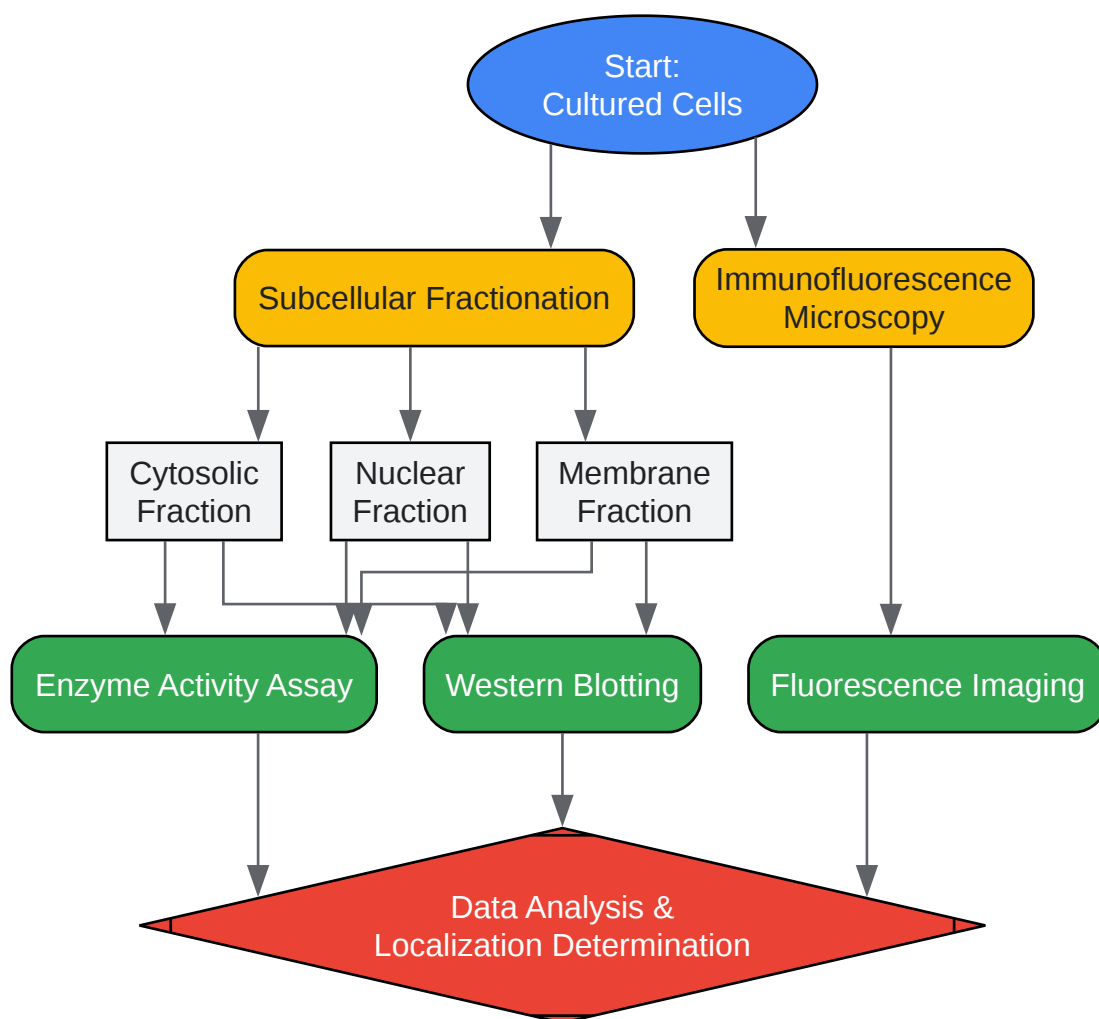 Start:
Cultured Cells
Subcellular Fractionation
Immunofluorescence
Microscopy
Cytosolic
Fraction
Nuclear
Fraction
Membrane
Fraction
Enzyme Activity Assay
Western Blotting
Fluorescence Imaging
Data Analysis &
Localization Determination